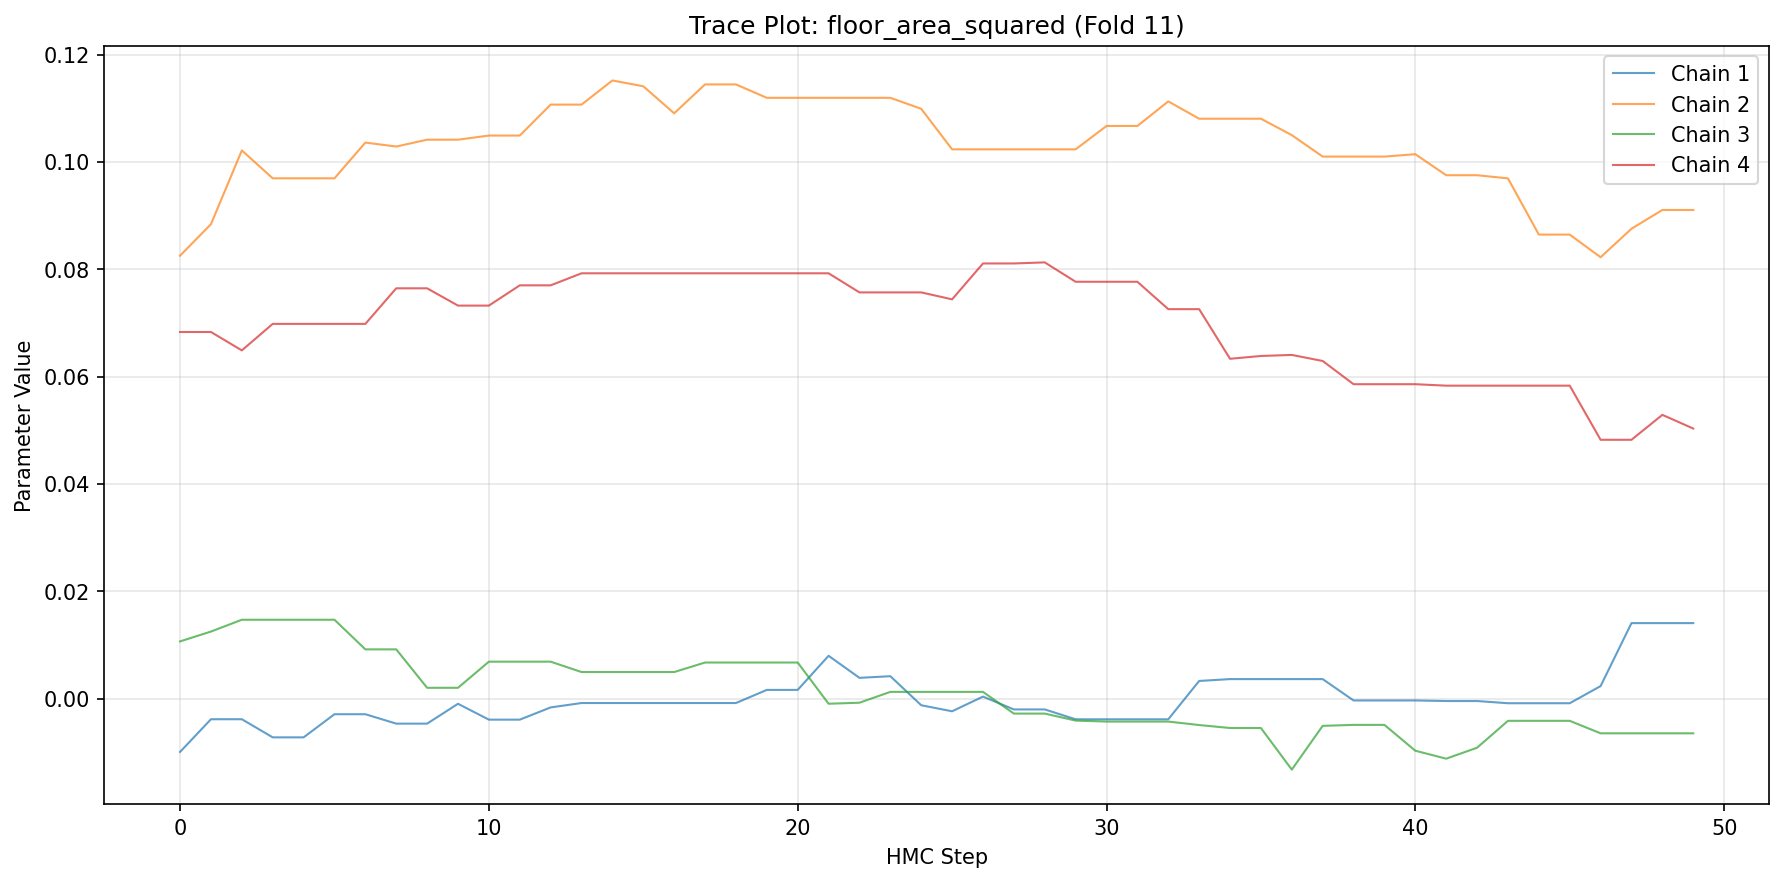 Trace Plot: floor_area_squared (Fold 11)
0.12
0.10
0.08
0.06
0.04
0.02
0.00
Parameter Value
Chain 1
Chain 2
Chain 3
Chain 4
0 10 20 30 40 50
HMC Step